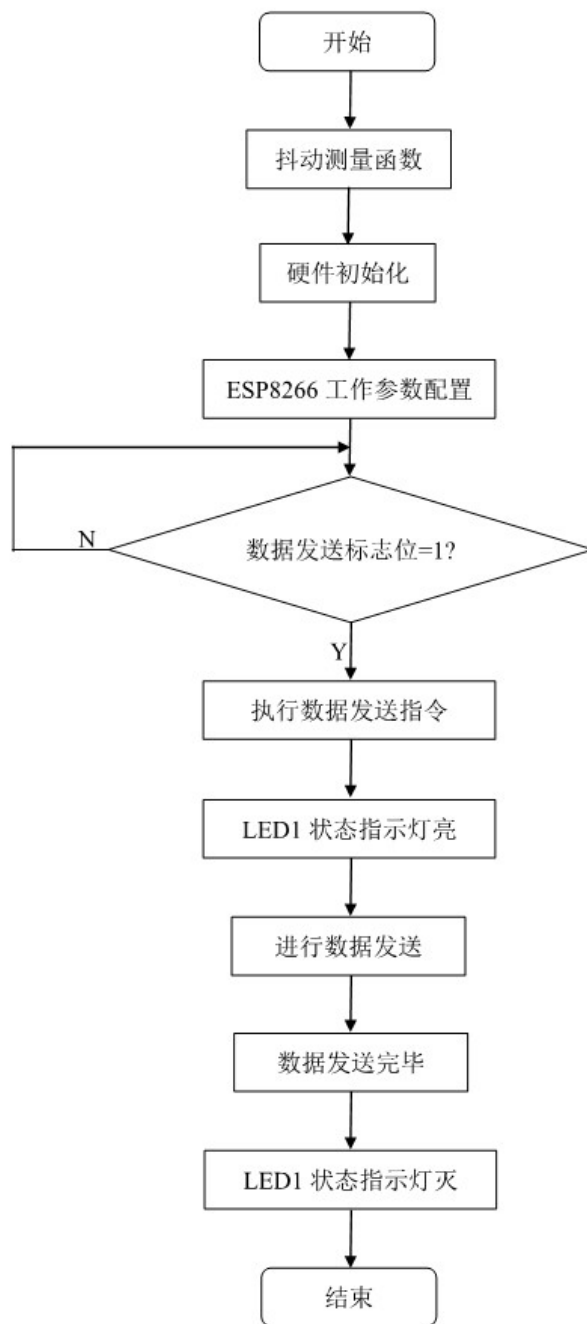 开始
抖动测量函数
硬件初始化
ESP8266 工作参数配置
N
数据发送标志位=1?
Y
执行数据发送指令
LED1 状态指示灯亮
进行数据发送
数据发送完毕
LED1 状态指示灯灭
结束